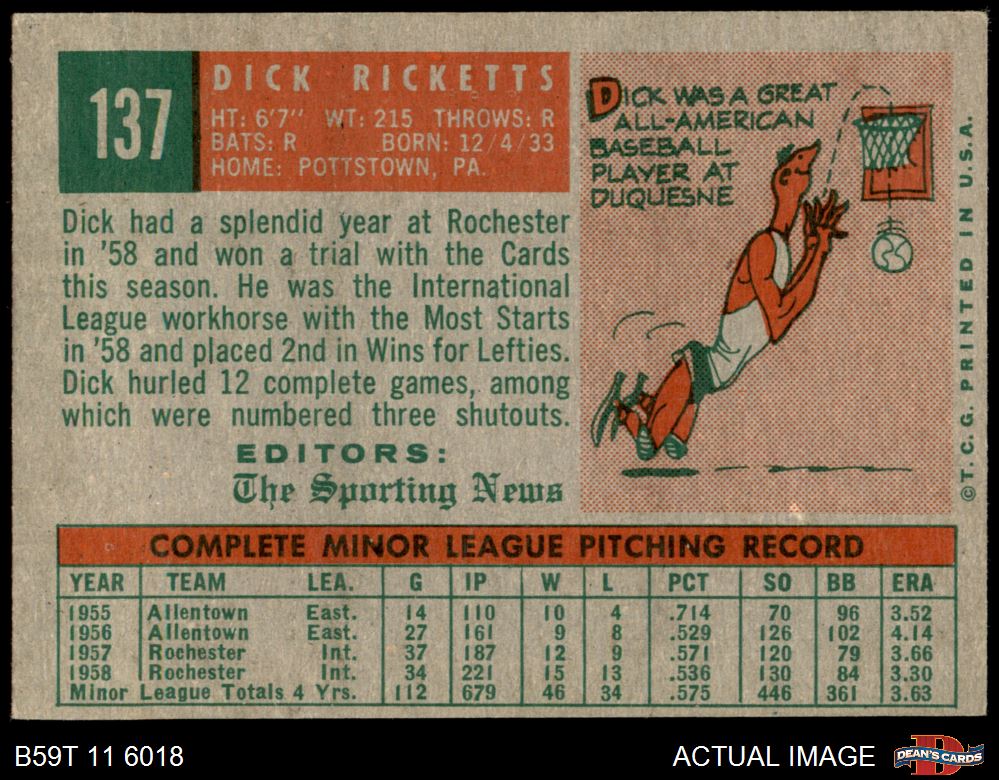 137
DICK RICKETTS
HT: 6'7" WT: 215 THROWS: R
BATS: R BORN: 12/4/33
HOME: POTTSTOWN, PA.
Dick had a splendid year at Rochester
in '58 and won a trial with the Cards
this season. He was the International
League workhorse with the Most Starts
in '58 and placed 2nd in Wins for Lefties.
Dick hurled 12 complete games, among
which were numbered three shutouts.
EDITORS:
The Sporting News
DICK WAS A GREAT
ALL-AMERICAN
BASEBALL
PLAYER AT
DUQUESNE
© T. C. G. PRINTED IN U.S.A.
COMPLETE MINOR LEAGUE PITCHING RECORD
YEAR TEAM LEA. G IP W L PCT SO BB ERA
1955 Allentown East. 14 110 10 4 .714 70 96 3.52
1956 Allentown East. 27 161 9 8 .529 126 102 4.14
1957 Rochester Int. 37 187 12 9 .571 120 79 3.66
1958 Rochester Int. 34 221 15 13 .536 130 84 3.30
Minor League Totals 4 Yrs. 112 679 46 34 .575 446 361 3.63
B59T 11 6018
ACTUAL IMAGE
DEAN'S CARDS